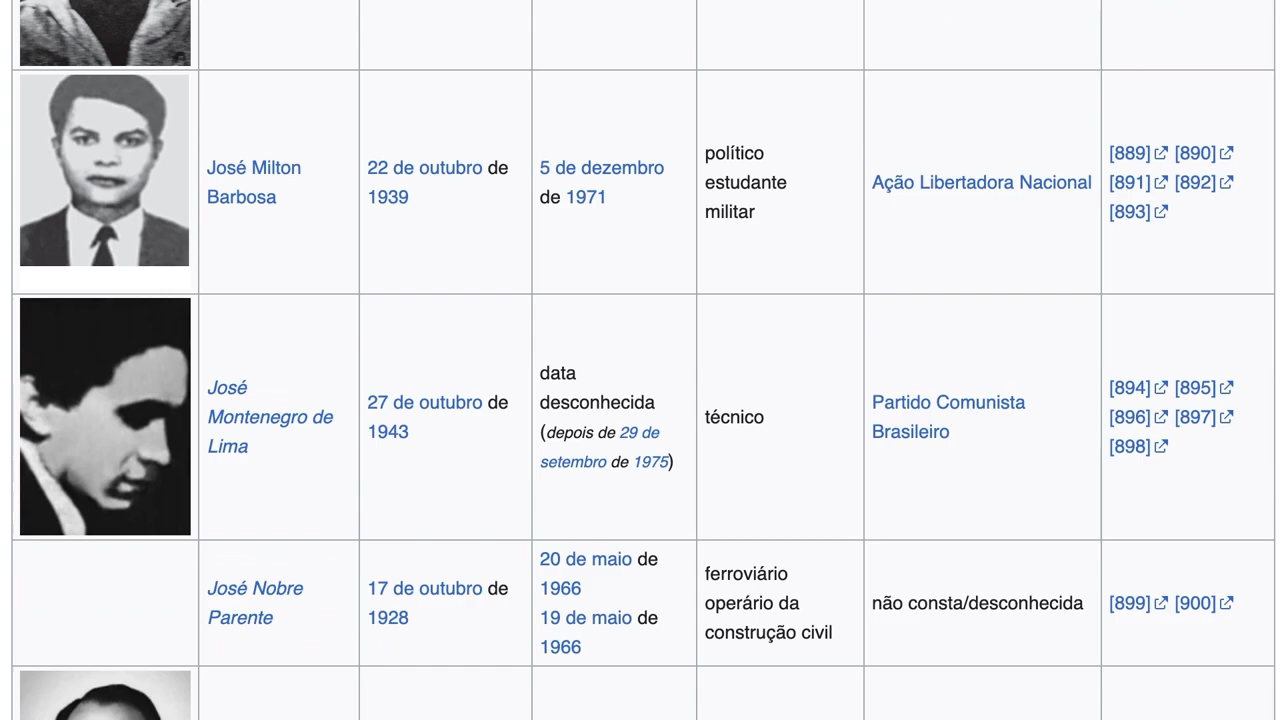 José Milton
Barbosa
22 de outubro de
1939
5 de dezembro
de 1971
político
estudante
militar
Ação Libertadora Nacional
[889] [890]
[891] [892]
[893]
José
Montenegro de
Lima
27 de outubro de
1943
data
desconhecida
(depois de 29 de
setembro de 1975)
técnico
Partido Comunista
Brasileiro
[894] [895]
[896] [897]
[898]
José Nobre
Parente
17 de outubro de
1928
20 de maio de
1966
19 de maio de
1966
ferroviário
operário da
construção civil
não consta/desconhecida
[899] [900]